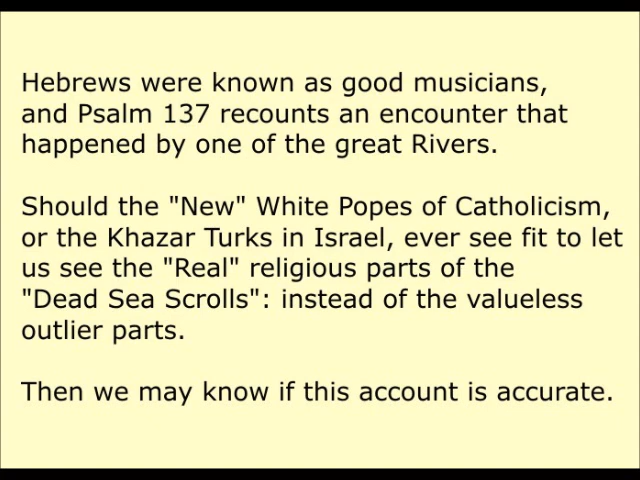 Hebrews were known as good musicians,
and Psalm 137 recounts an encounter that
happened by one of the great Rivers.
Should the "New" White Popes of Catholicism,
or the Khazar Turks in Israel, ever see fit to let
us see the "Real" religious parts of the
"Dead Sea Scrolls": instead of the valueless
outlier parts.
Then we may know if this account is accurate.